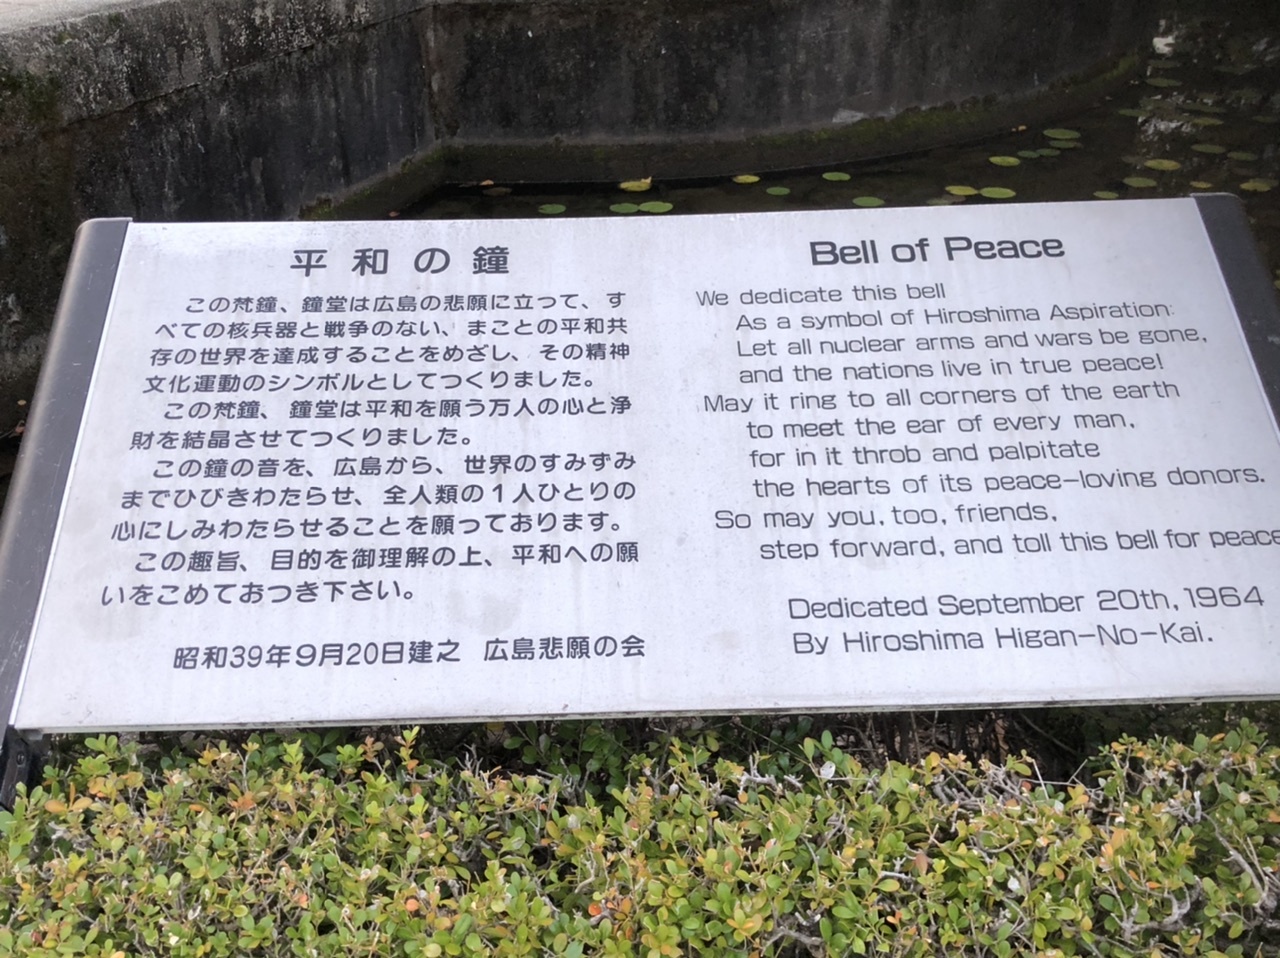 平和の鐘
この梵鐘、鐘堂は広島の悲願に立つて、す
べての核兵器と戦争のない、まことの平和共
存の世界を達成することをめざし、その精神
文化運動のシンボルとしてつくりました。
この梵鐘、鐘堂は平和を願う万人の心と浄
財を結晶させてつくりました。
この鐘の音を、広島から、世界のすみずみ
までひびきわたらせ、全人類の1人ひとりの
心にしみわたらせることを願っております。
この趣旨、目的を御理解の上、平和への願
いをこめておつき下さい。
昭和39年9月20日建之 広島悲願の会
Bell of Peace
We dedicate this bell
As a symbol of Hiroshima Aspiration:
Let all nuclear arms and wars be gone,
and the nations live in true peace!
May it ring to all corners of the earth
to meet the ear of every man,
for in it throb and palpitate
the hearts of its peace-loving donors.
So may you, too, friends,
step forward, and toll this bell for peace
Dedicated September 20th, 1964
By Hiroshima Higan-No-Kai.